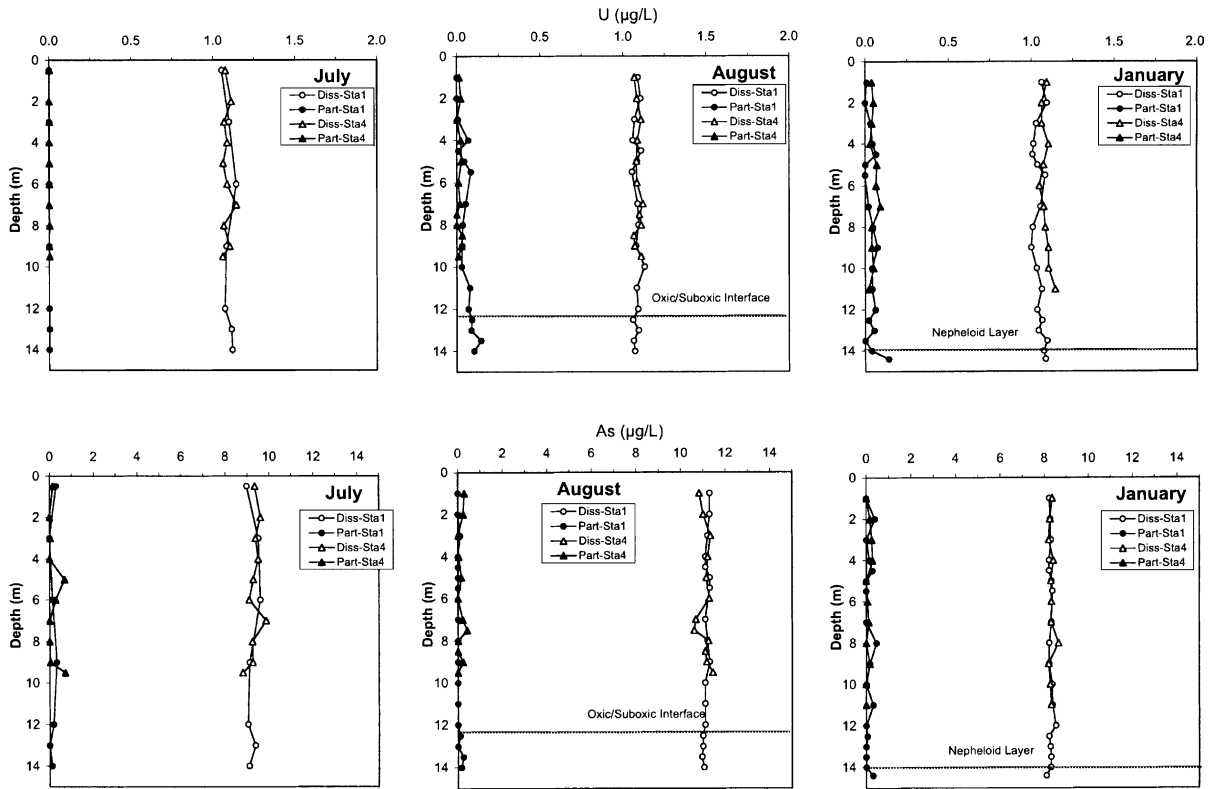 U (µg/L)
0.0 0.5 1.0 1.5 2.0
0
2
4
6
8
10
12
14
Depth (m)
July
Diss-Sta1
Part-Sta1
Diss-Sta4
Part-Sta4
0.0 0.5 1.0 1.5 2.0
0
2
4
6
8
10
12
14
Depth (m)
August
Diss-Sta1
Part-Sta1
Diss-Sta4
Part-Sta4
Oxic/Suboxic Interface
0.0 0.5 1.0 1.5 2.0
0
2
4
6
8
10
12
14
Depth (m)
January
Diss-Sta1
Part-Sta1
Diss-Sta4
Part-Sta4
Nepheloid Layer
As (µg/L)
0 2 4 6 8 10 12 14
0
2
4
6
8
10
12
14
Depth (m)
July
Diss-Sta1
Part-Sta1
Diss-Sta4
Part-Sta4
0 2 4 6 8 10 12 14
0
2
4
6
8
10
12
14
Depth (m)
August
Diss-Sta1
Part-Sta1
Diss-Sta4
Part-Sta4
Oxic/Suboxic Interface
0 2 4 6 8 10 12 14
0
2
4
6
8
10
12
14
Depth (m)
January
Diss-Sta1
Part-Sta1
Diss-Sta4
Part-Sta4
Nepheloid Layer